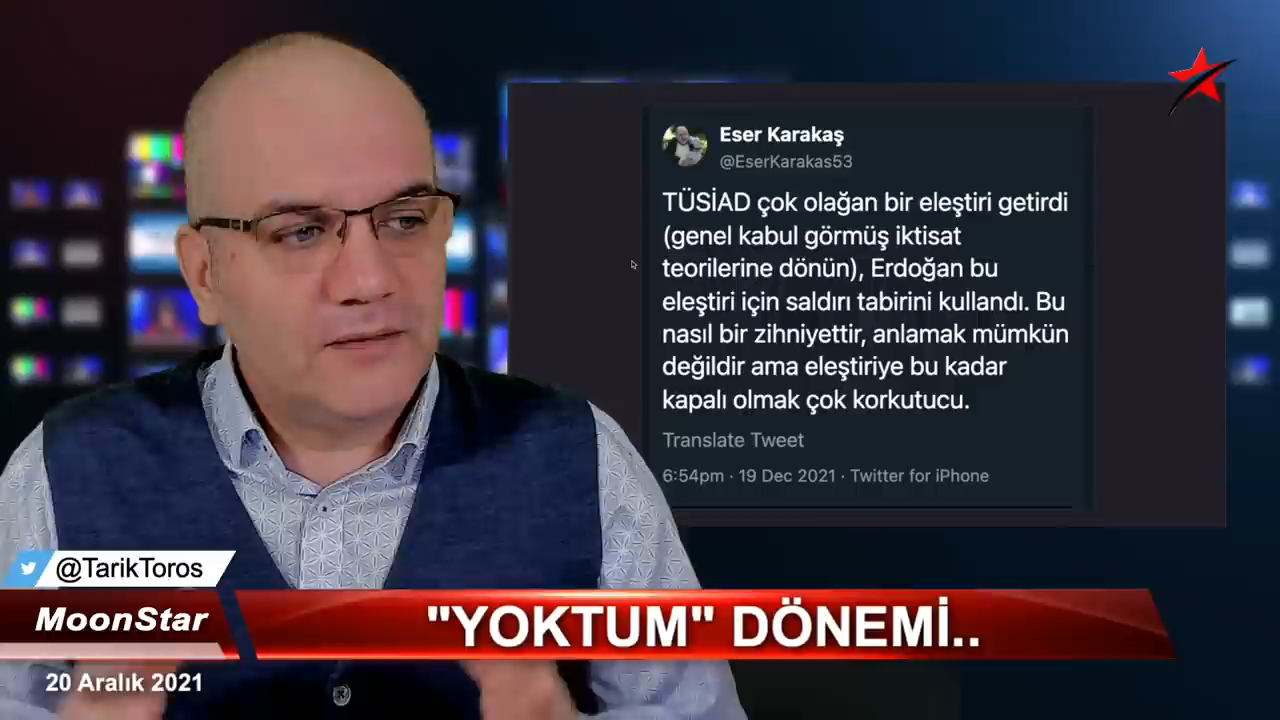 Eser Karakaş
@EserKarakas53
TÜSİAD çok olağan bir eleştiri getirdi
(genel kabul görmüş iktisat
teorilerine dönün), Erdoğan bu
eleştiri için saldırı tabirini kullandı. Bu
nasıl bir zihniyettir, anlamak mümkün
değildir ama eleştiriye bu kadar
kapalı olmak çok korkutucu.
Translate Tweet
6:54pm · 19 Dec 2021 · Twitter for iPhone
@TarikToros
MoonStar
"YOKTUM" DÖNEMİ..
20 Aralık 2021